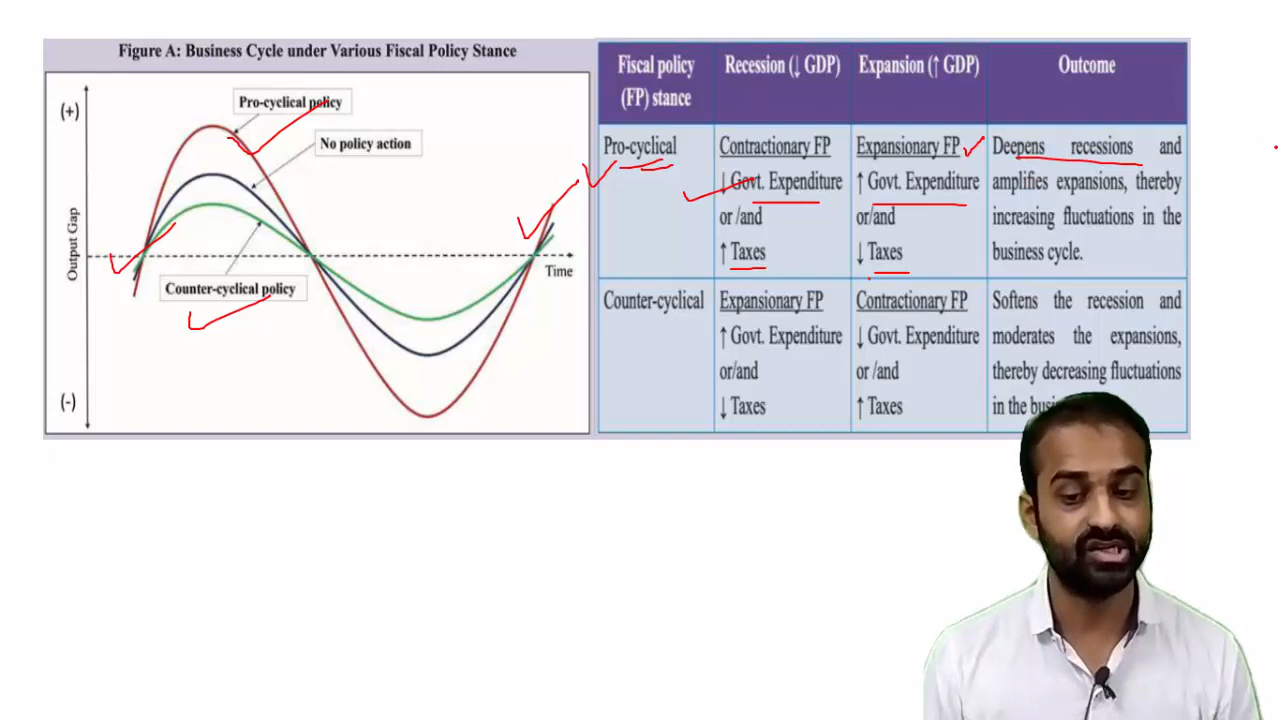 Figure A: Business Cycle under Various Fiscal Policy Stance
(+)
Pro-cyclical policy
No policy action
Output Gap
Time
Counter-cyclical policy
(-)
Fiscal policy
(FP) stance
Recession (↓ GDP)
Expansion (↑ GDP)
Outcome
Pro-cyclical
Contractionary FP
↓ Govt. Expenditure
or /and
↑ Taxes
Expansionary FP
↑ Govt. Expenditure
or/and
↓ Taxes
Deepens recessions and
amplifies expansions, thereby
increasing fluctuations in the
business cycle.
Counter-cyclical
Expansionary FP
↑ Govt. Expenditure
or/and
↓ Taxes
Contractionary FP
↓ Govt. Expenditure
or /and
↑ Taxes
Softens the recession and
moderates the expansions,
thereby decreasing fluctuations
in the